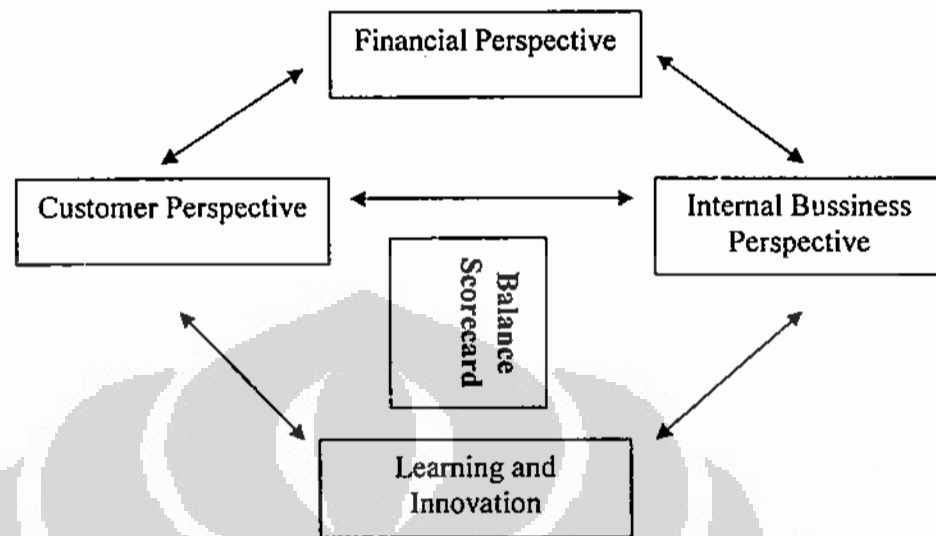 Financial Perspective
Customer Perspective
Internal Bussiness
Perspective
Balance
Scorecard
Learning and
Innovation